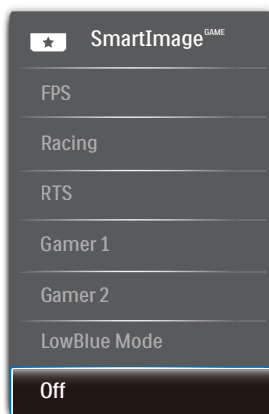 SmartImage GAME
FPS
Racing
RTS
Gamer 1
Gamer 2
LowBlue Mode
Off